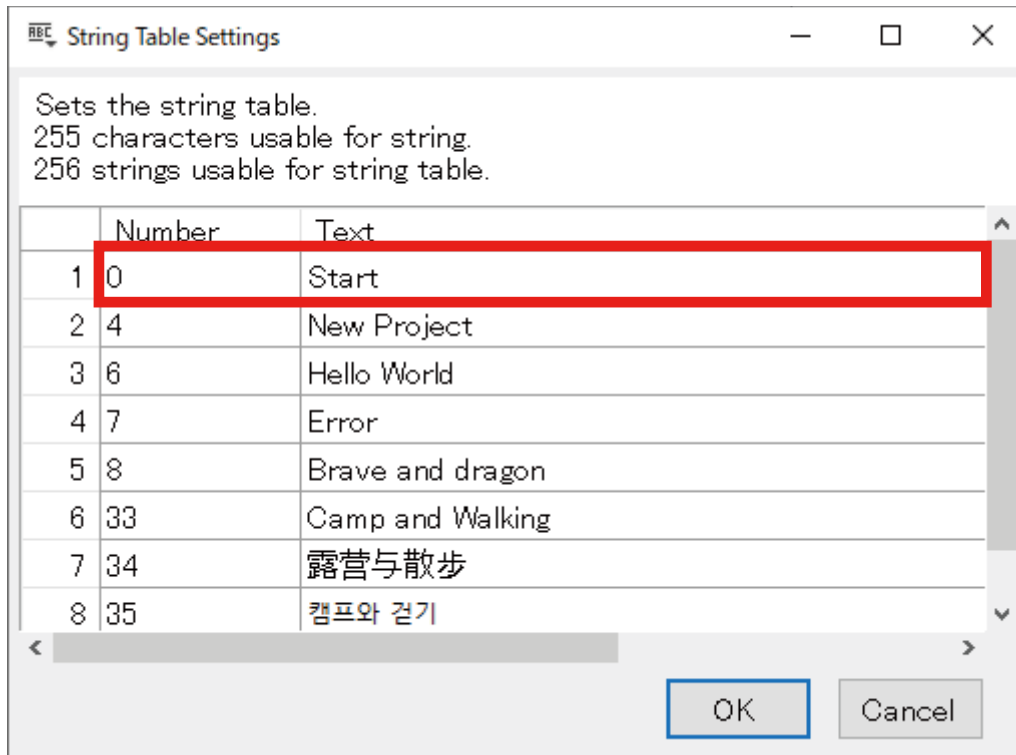 ABC String Table Settings
Sets the string table.
255 characters usable for string.
256 strings usable for string table.
Number Text
1 0 Start
2 4 New Project
3 6 Hello World
4 7 Error
5 8 Brave and dragon
6 33 Camp and Walking
7 34 露营与散步
8 35 캠프와 걷기
OK Cancel